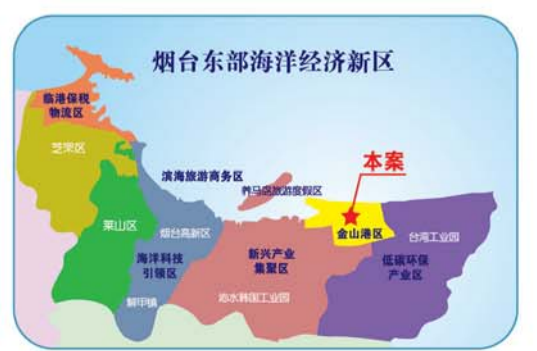 烟台东部海洋经济新区
临港保税
物流区
芝罘区
滨海旅游商务区
养马岛旅游度假区
本案
莱山区
烟台高新区
金山港区
台湾工业园
海洋科技
引领区
新兴产业
集聚区
低碳环保
产业区
解甲镇
沁水韩国工业园